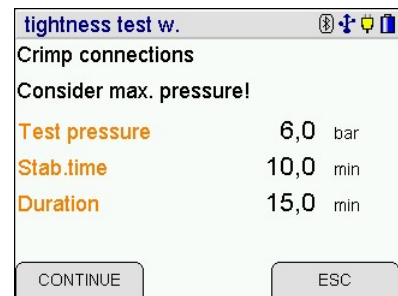 tightness test w.
Crimp connections
Consider max. pressure!
Test pressure 6,0 bar
Stab.time 10,0 min
Duration 15,0 min
CONTINUE ESC